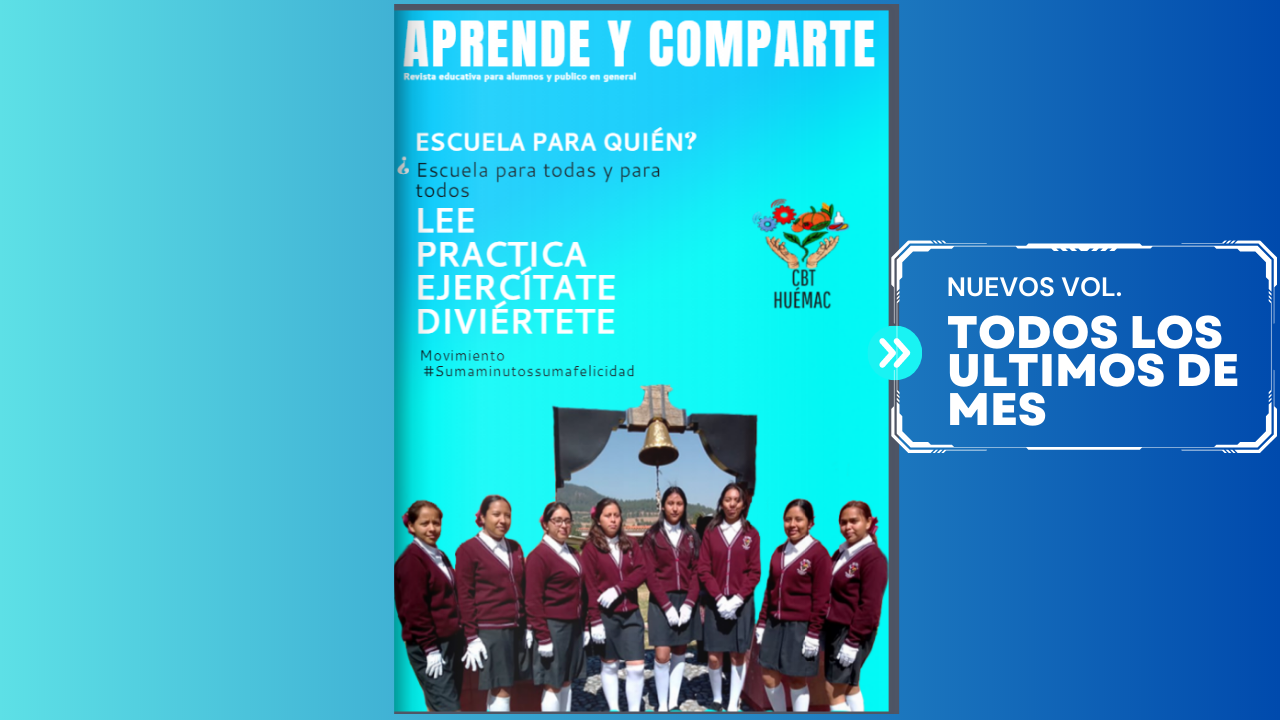 APRENDE Y COMPARTE
Revista educativa para alumnos y publico en general
ESCUELA PARA QUIÉN?
¿
Escuela para todas y para
todos
LEE
PRACTICA
EJERCÍTATE
DIVIÉRTETE
Movimiento
#Sumaminutossumafelicidad
CBT
HUÉMAC
NUEVOS VOL.
TODOS LOS
ULTIMOS DE
MES